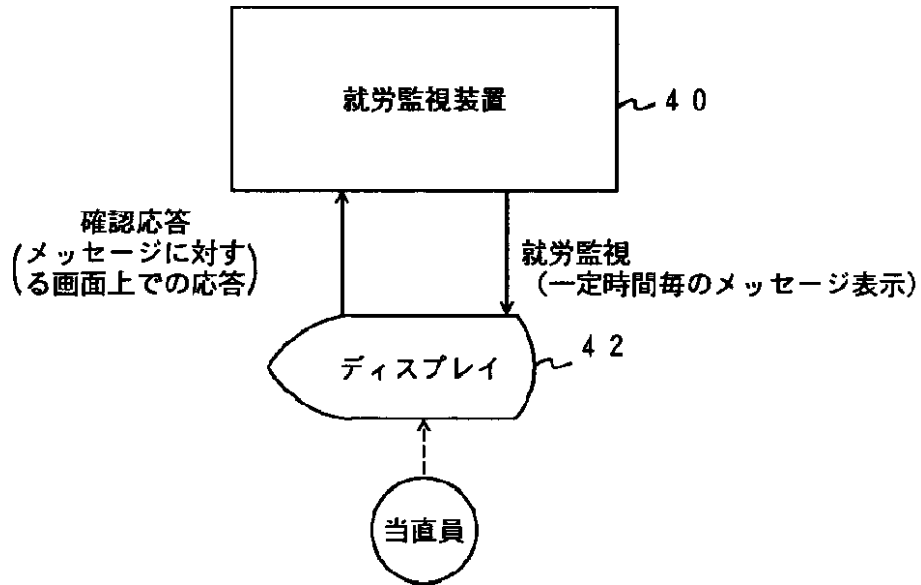 就労監視装置
40
確認応答
(メッセージに対す
る画面上での応答)
就労監視
(一定時間毎のメッセージ表示)
ディスプレイ
42
当直員